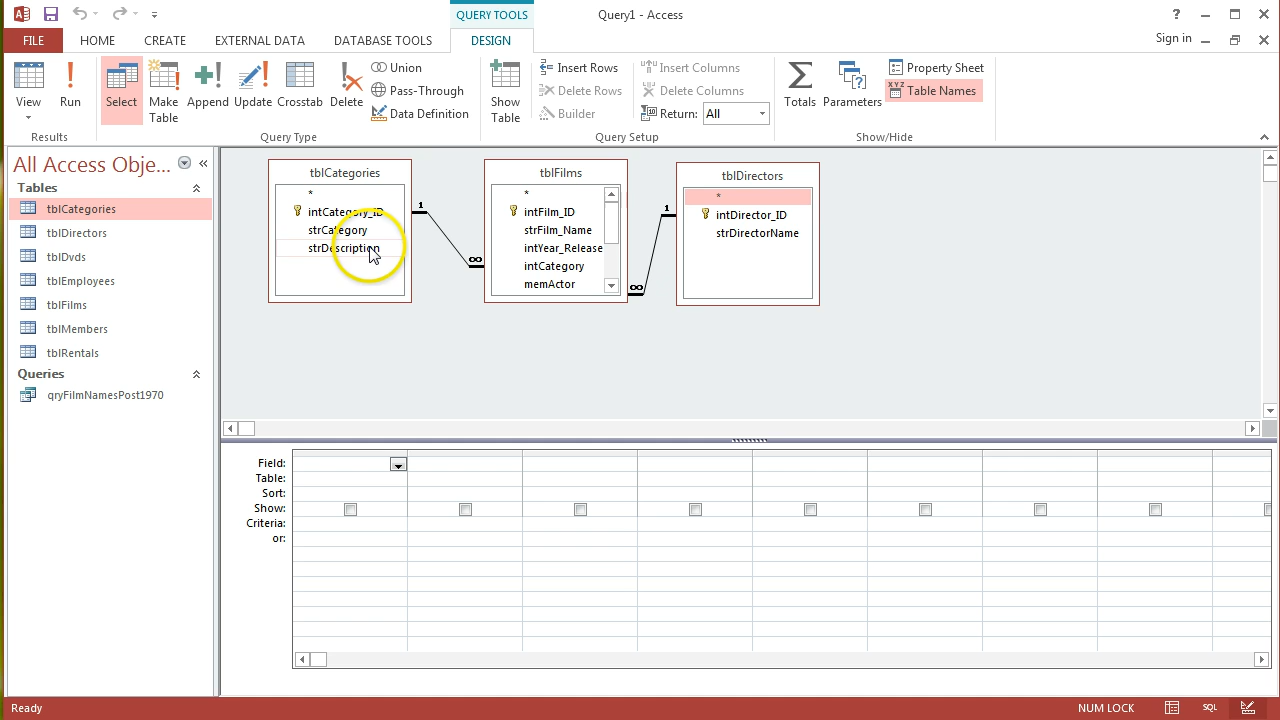 QUERY TOOLS
Query1 - Access
?
FILE
HOME
CREATE
EXTERNAL DATA
DATABASE TOOLS
DESIGN
Sign in
View
Run
Results
Select
Make Table
Append
Update
Crosstab
Delete
Union
Pass-Through
Data Definition
Query Type
Show Table
Insert Rows
Delete Rows
Builder
Insert Columns
Delete Columns
Return: All
Query Setup
Totals
Parameters
Property Sheet
XYZ Table Names
Show/Hide
All Access Obje...
Tables
tblCategories
tblDirectors
tblDvds
tblEmployees
tblFilms
tblMembers
tblRentals
Queries
qryFilmNamesPost1970
tblCategories
*
intCategory_ID
strCategory
strDescription
1
∞
tblFilms
*
intFilm_ID
strFilm_Name
intYear_Release
intCategory
memActor
∞
1
tblDirectors
*
intDirector_ID
strDirectorName
Field:
Table:
Sort:
Show:
Criteria:
or:
Ready
NUM LOCK
SQL